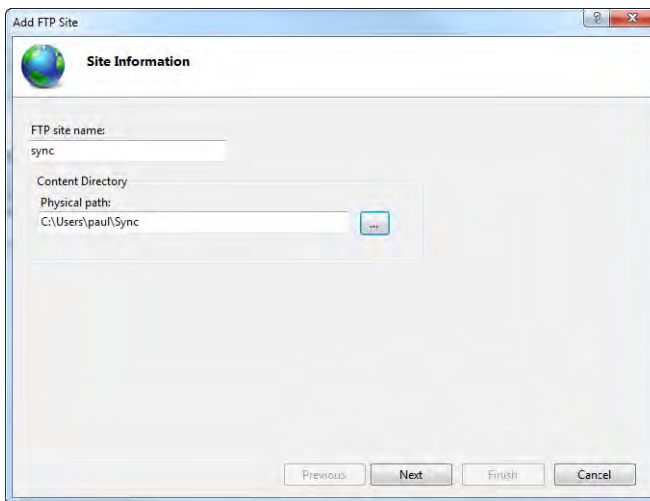 Add FTP Site
Site Information
FTP site name:
sync
Content Directory
Physical path:
C:\Users\paul\Sync
...
Previous Next Finish Cancel